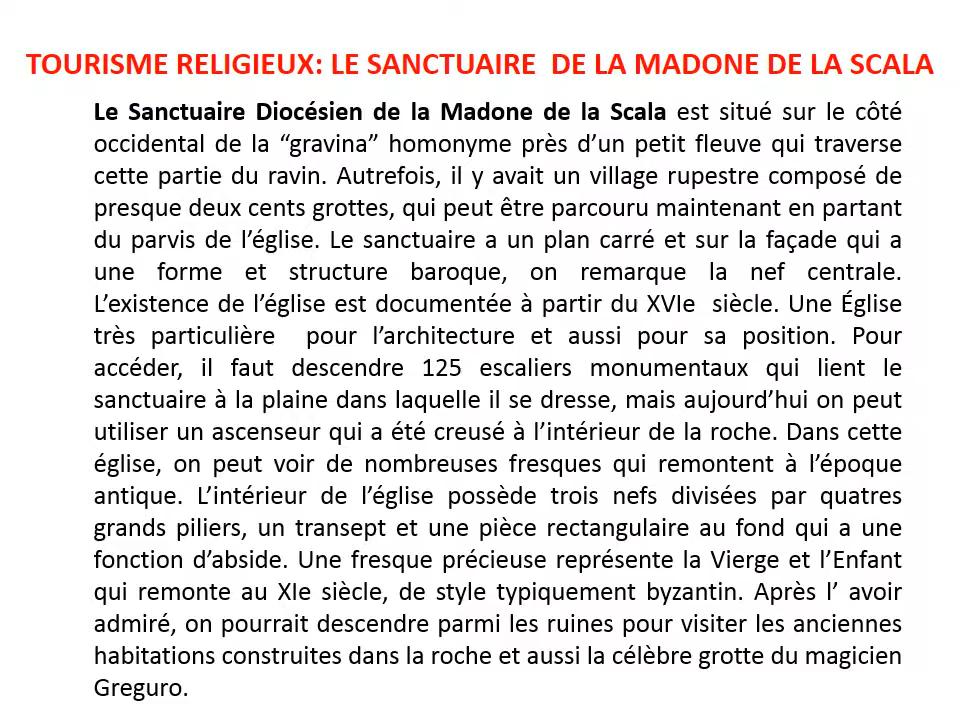 TOURISME RELIGIEUX: LE SANCTUAIRE  DE LA MADONE DE LA SCALA
Le Sanctuaire Diocésien de la Madone de la Scala est situé sur le côté
occidental de la “gravina” homonyme près d’un petit fleuve qui traverse
cette partie du ravin. Autrefois, il y avait un village rupestre composé de
presque deux cents grottes, qui peut être parcouru maintenant en partant
du parvis de l’église. Le sanctuaire a un plan carré et sur la façade qui a
une forme et structure baroque, on remarque la nef centrale.
L’existence de l’église est documentée à partir du XVIe  siècle. Une Église
très particulière  pour l’architecture et aussi pour sa position. Pour
accéder, il faut descendre 125 escaliers monumentaux qui lient le
sanctuaire à la plaine dans laquelle il se dresse, mais aujourd’hui on peut
utiliser un ascenseur qui a été creusé à l’intérieur de la roche. Dans cette
église, on peut voir de nombreuses fresques qui remontent à l’époque
antique. L’intérieur de l’église possède trois nefs divisées par quatres
grands piliers, un transept et une pièce rectangulaire au fond qui a une
fonction d’abside. Une fresque précieuse représente la Vierge et l’Enfant
qui remonte au XIe siècle, de style typiquement byzantin. Après l’ avoir
admiré, on pourrait descendre parmi les ruines pour visiter les anciennes
habitations construites dans la roche et aussi la célèbre grotte du magicien
Greguro.